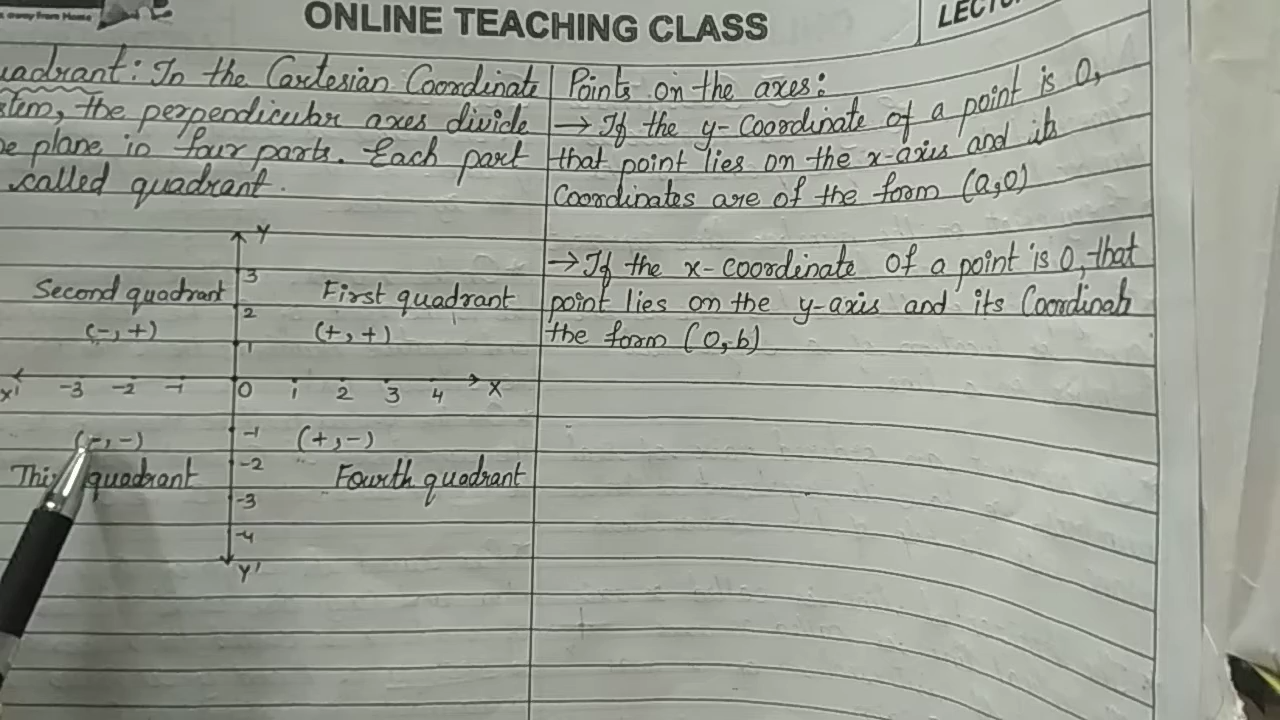 away from Home
ONLINE TEACHING CLASS
uadrant: In the Cartesian Coordinate
stem, the perpendicular axes divide
e plane in four parts. Each part
called quadrant.
Y
3
Second quadrant
First quadrant
2
(-, +)
(+, +)
1
X'
-3
-2
-1
0
1
2
3
4
X
(-, -)
-1
(+, -)
-2
quadrant
Fourth quadrant
-3
-4
Y'
Points on the axes:
→ If the y-coordinate of a point is 0,
that point lies on the x-axis and its
Coordinates are of the form (a,0)
→ If the x-coordinate of a point is 0, that
point lies on the y-axis and its
the form (0, b)